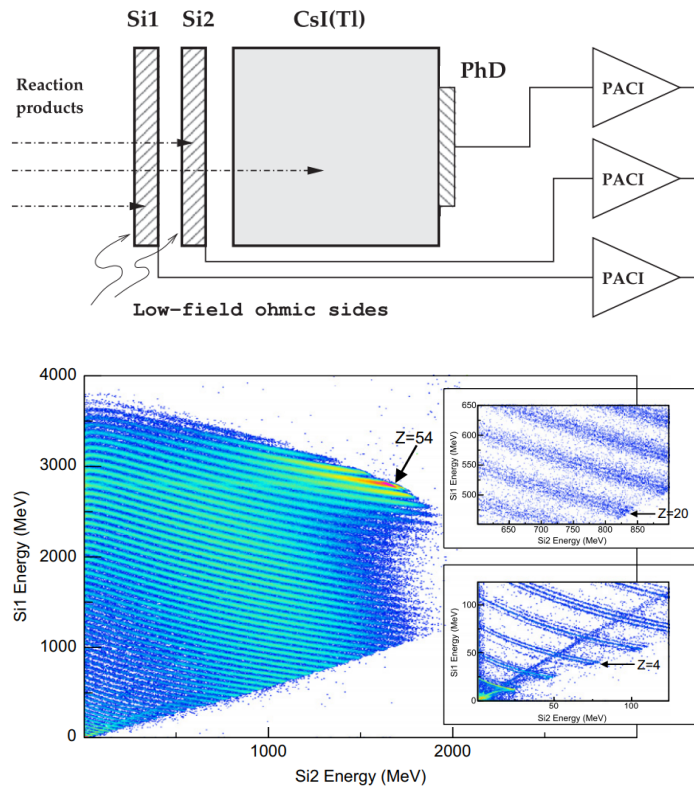 Si1 Si2 CsI(Tl)
PhD
Reaction
products
PACI
PACI
PACI
Low-field ohmic sides
4000
3000
2000
1000
0
Si1 Energy (MeV)
1000 2000
Si2 Energy (MeV)
Z=54
650
600
550
500
Si1 Energy (MeV)
650 700 750 800 850
Si2 Energy (MeV)
Z=20
100
50
0
Si1 Energy (MeV)
50 100
Si2 Energy (MeV)
Z=4